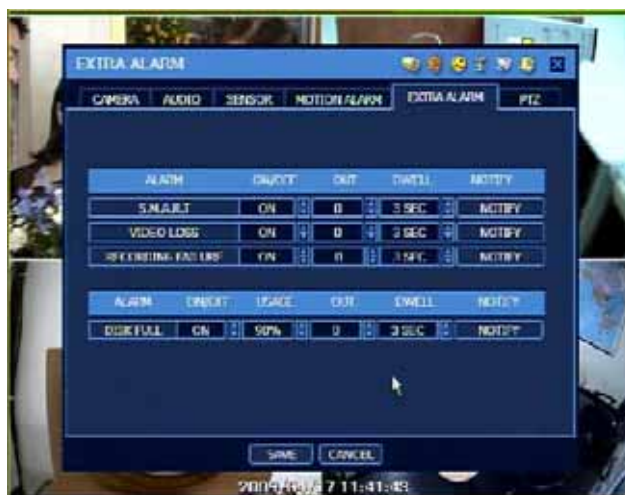 EXTRA ALARM
CAMERA AUDIO SENSOR MOTION ALARM EXTRA ALARM PTZ
ALARM ON/OFF OUT DWELL NOTIFY
S.M.A.R.T ON 0 3 SEC NOTIFY
VIDEO LOSS ON 0 3 SEC NOTIFY
RECORDING FAILURE ON 0 3 SEC NOTIFY
ALARM ON/OFF USAGE OUT DWELL NOTIFY
DISK FULL ON 90% 0 3 SEC NOTIFY
SAVE CANCEL
11:41:43